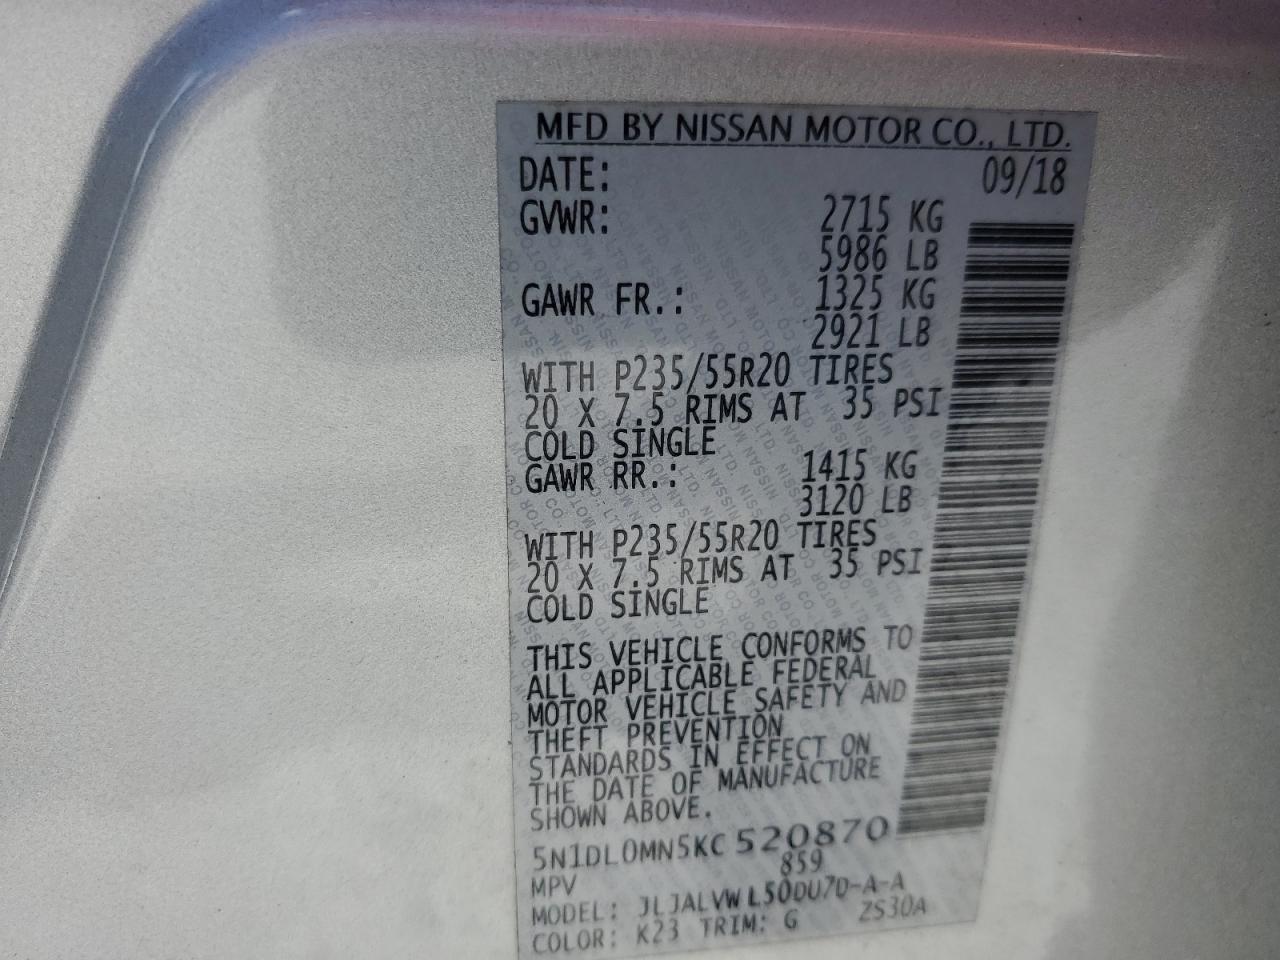 MFD BY NISSAN MOTOR CO., LTD.
DATE: 09/18
GVWR: 2715 KG
5986 LB
GAWR FR.: 1325 KG
2921 LB
WITH P235/55R20 TIRES
20 X 7.5 RIMS AT 35 PSI
COLD SINGLE
GAWR RR.: 1415 KG
3120 LB
WITH P235/55R20 TIRES
20 X 7.5 RIMS AT 35 PSI
COLD SINGLE
THIS VEHICLE CONFORMS TO
ALL APPLICABLE FEDERAL
MOTOR VEHICLE SAFETY AND
THEFT PREVENTION
STANDARDS IN EFFECT ON
THE DATE OF MANUFACTURE
SHOWN ABOVE.
5N1DL0MN5KC520870
859
MPV
MODEL: JLJALVWL50DU7D-A-A
COLOR: K23 TRIM: G ZS30A